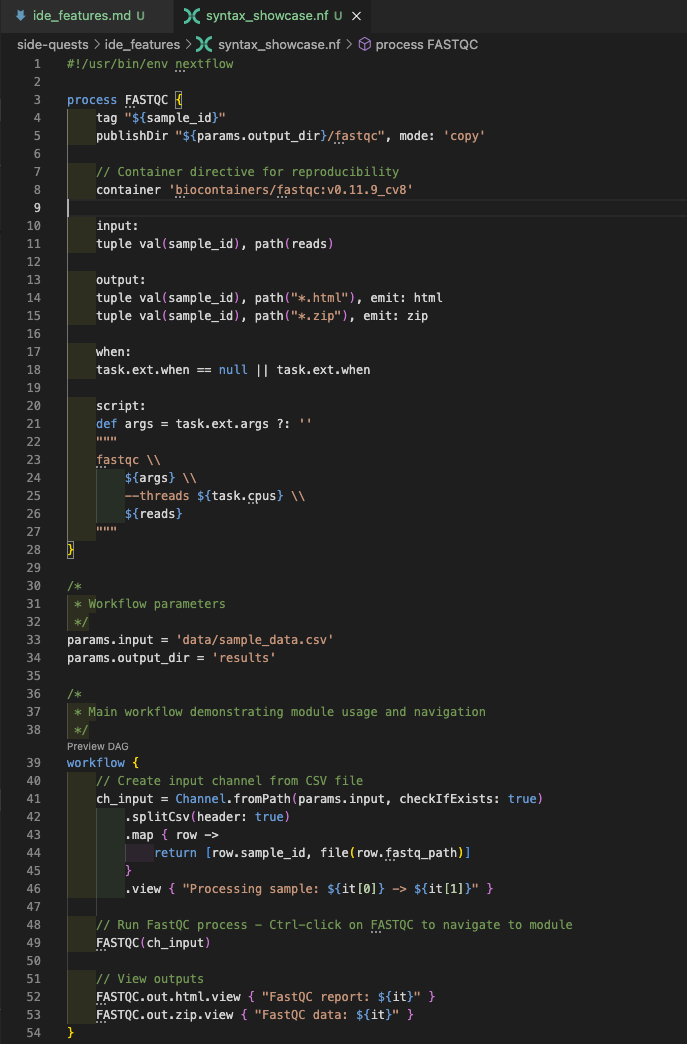 ide_features.md U
syntax_showcase.nf U ×
side-quests > ide_features > syntax_showcase.nf > process FASTQC
1 #!/usr/bin/env nextflow
2
3 process FASTQC {
4     tag "${sample_id}"
5     publishDir "${params.output_dir}/fastqc", mode: 'copy'
6
7     // Container directive for reproducibility
8     container 'biocontainers/fastqc:v0.11.9_cv8'
9
10     input:
11     tuple val(sample_id), path(reads)
12
13     output:
14     tuple val(sample_id), path("*.html"), emit: html
15     tuple val(sample_id), path("*.zip"), emit: zip
16
17     when:
18     task.ext.when == null || task.ext.when
19
20     script:
21     def args = task.ext.args ?: ''
22     """
23     fastqc \\
24         ${args} \\
25         --threads ${task.cpus} \\
26         ${reads}
27     """
28 }
29
30 /*
31  * Workflow parameters
32  */
33 params.input = 'data/sample_data.csv'
34 params.output_dir = 'results'
35
36 /*
37  * Main workflow demonstrating module usage and navigation
38  */
Preview DAG
39 workflow {
40     // Create input channel from CSV file
41     ch_input = Channel.fromPath(params.input, checkIfExists: true)
42         .splitCsv(header: true)
43         .map { row ->
44             return [row.sample_id, file(row.fastq_path)]
45         }
46         .view { "Processing sample: ${it[0]} -> ${it[1]}" }
47
48     // Run FastQC process - Ctrl-click on FASTQC to navigate to module
49     FASTQC(ch_input)
50
51     // View outputs
52     FASTQC.out.html.view { "FastQC report: ${it}" }
53     FASTQC.out.zip.view { "FastQC data: ${it}" }
54 }